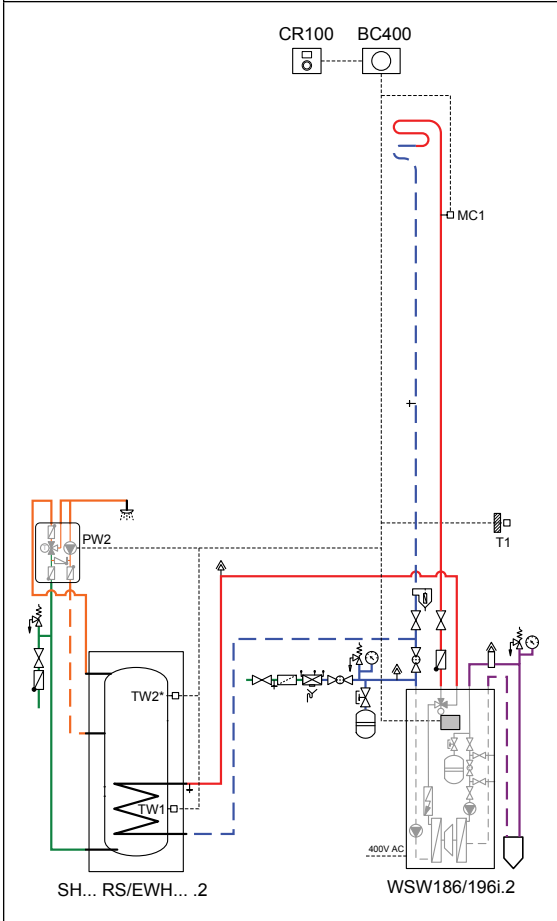 CR100 BC400
MC1
T1
PW2
TW2*
TW1
400V AC
SH... RS/EWH... .2
WSW186/196i.2